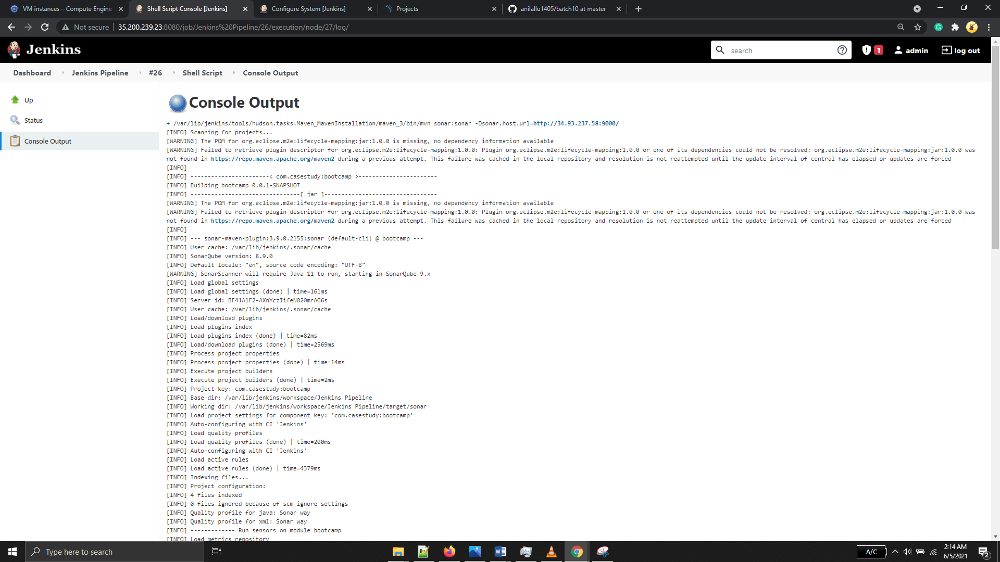 VM instances – Compute Engine
Shell Script Console [Jenkins]
Configure System [Jenkins]
Projects
anilallu1405/batch10 at master
Not secure
35.200.239.23:8080/job/Jenkins%20Pipeline/26/execution/node/27/log/
Jenkins
search
1
admin
log out
Dashboard
Jenkins Pipeline
#26
Shell Script
Console Output
Up
Status
Console Output
Console Output
+ /var/lib/jenkins/tools/hudson.tasks.Maven_MavenInstallation/maven_3/bin/mvn sonar:sonar -Dsonar.host.url=http://34.93.237.58:9000/
[INFO] Scanning for projects...
[WARNING] The POM for org.eclipse.m2e:lifecycle-mapping:jar:1.0.0 is missing, no dependency information available
[WARNING] Failed to retrieve plugin descriptor for org.eclipse.m2e:lifecycle-mapping:1.0.0: Plugin org.eclipse.m2e:lifecycle-mapping:1.0.0 or one of its dependencies could not be resolved: org.eclipse.m2e:lifecycle-mapping:jar:1.0.0 was
not found in https://repo.maven.apache.org/maven2 during a previous attempt. This failure was cached in the local repository and resolution is not reattempted until the update interval of central has elapsed or updates are forced
[INFO]
[INFO] -----------------------< com.casestudy:bootcamp >-----------------------
[INFO] Building bootcamp 0.0.1-SNAPSHOT
[INFO] --------------------------------[ jar ]---------------------------------
[WARNING] The POM for org.eclipse.m2e:lifecycle-mapping:jar:1.0.0 is missing, no dependency information available
[WARNING] Failed to retrieve plugin descriptor for org.eclipse.m2e:lifecycle-mapping:1.0.0: Plugin org.eclipse.m2e:lifecycle-mapping:1.0.0 or one of its dependencies could not be resolved: org.eclipse.m2e:lifecycle-mapping:jar:1.0.0 was
not found in https://repo.maven.apache.org/maven2 during a previous attempt. This failure was cached in the local repository and resolution is not reattempted until the update interval of central has elapsed or updates are forced
[INFO]
[INFO] --- sonar-maven-plugin:3.9.0.2155:sonar (default-cli) @ bootcamp ---
[INFO] User cache: /var/lib/jenkins/.sonar/cache
[INFO] SonarQube version: 8.9.0
[INFO] Default locale: "en", source code encoding: "UTF-8"
[WARNING] SonarScanner will require Java 11 to run, starting in SonarQube 9.x
[INFO] Load global settings
[INFO] Load global settings (done) | time=161ms
[INFO] Server id: BF41A1F2-AXnYczIifeN020mrAG6s
[INFO] User cache: /var/lib/jenkins/.sonar/cache
[INFO] Load/download plugins
[INFO] Load plugins index
[INFO] Load plugins index (done) | time=82ms
[INFO] Load/download plugins (done) | time=2569ms
[INFO] Process project properties
[INFO] Process project properties (done) | time=14ms
[INFO] Execute project builders
[INFO] Execute project builders (done) | time=2ms
[INFO] Project key: com.casestudy:bootcamp
[INFO] Base dir: /var/lib/jenkins/workspace/Jenkins Pipeline
[INFO] Working dir: /var/lib/jenkins/workspace/Jenkins Pipeline/target/sonar
[INFO] Load project settings for component key: 'com.casestudy:bootcamp'
[INFO] Auto-configuring with CI 'Jenkins'
[INFO] Load quality profiles
[INFO] Load quality profiles (done) | time=200ms
[INFO] Auto-configuring with CI 'Jenkins'
[INFO] Load active rules
[INFO] Load active rules (done) | time=4379ms
[INFO] Indexing files...
[INFO] Project configuration:
[INFO] 4 files indexed
[INFO] 0 files ignored because of scm ignore settings
[INFO] Quality profile for java: Sonar way
[INFO] Quality profile for xml: Sonar way
[INFO] ------------- Run sensors on module bootcamp
[INFO] Load metrics repository
Type here to search
A/C
2:14 AM
6/5/2021
2